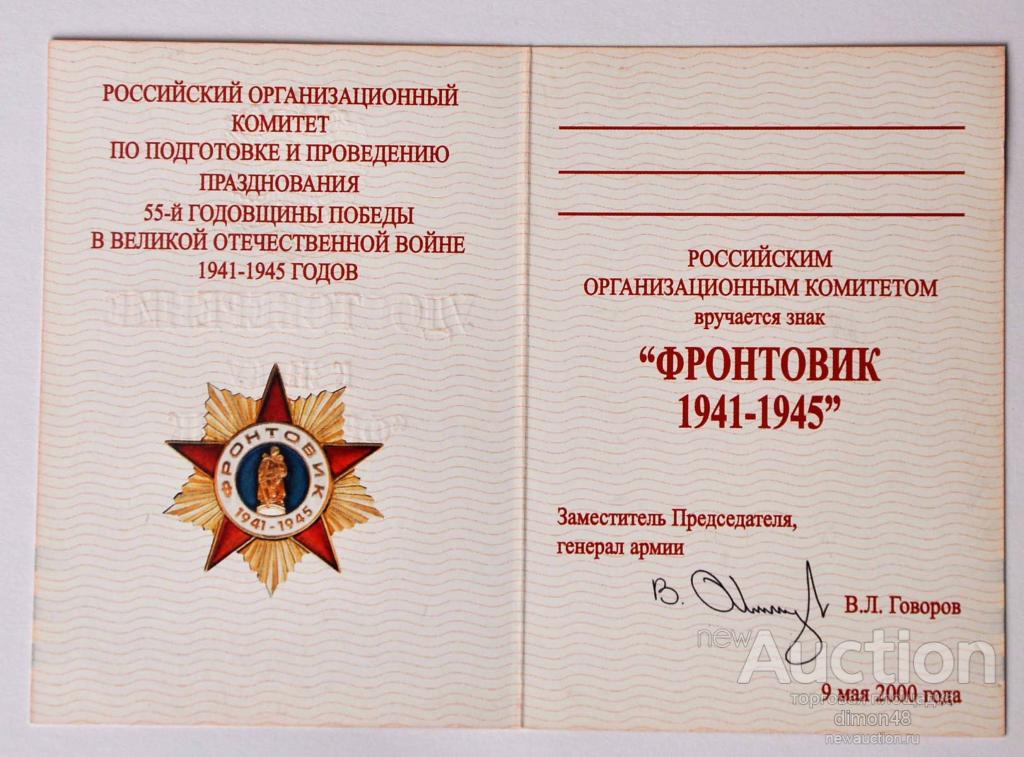 РОССИЙСКИЙ ОРГАНИЗАЦИОННЫЙ
КОМИТЕТ
ПО ПОДГОТОВКЕ И ПРОВЕДЕНИЮ
ПРАЗДНОВАНИЯ
55-й ГОДОВЩИНЫ ПОБЕДЫ
В ВЕЛИКОЙ ОТЕЧЕСТВЕННОЙ ВОЙНЕ
1941-1945 ГОДОВ
ФРОНТОВИК
1941-1945
РОССИЙСКИМ
ОРГАНИЗАЦИОННЫМ КОМИТЕТОМ
вручается знак
“ФРОНТОВИК
1941-1945”
Заместитель Председателя,
генерал армии
В.
В.Л. Говоров
9 мая 2000 года
newAuction
торговая площадка
dimon48
newauction.ru